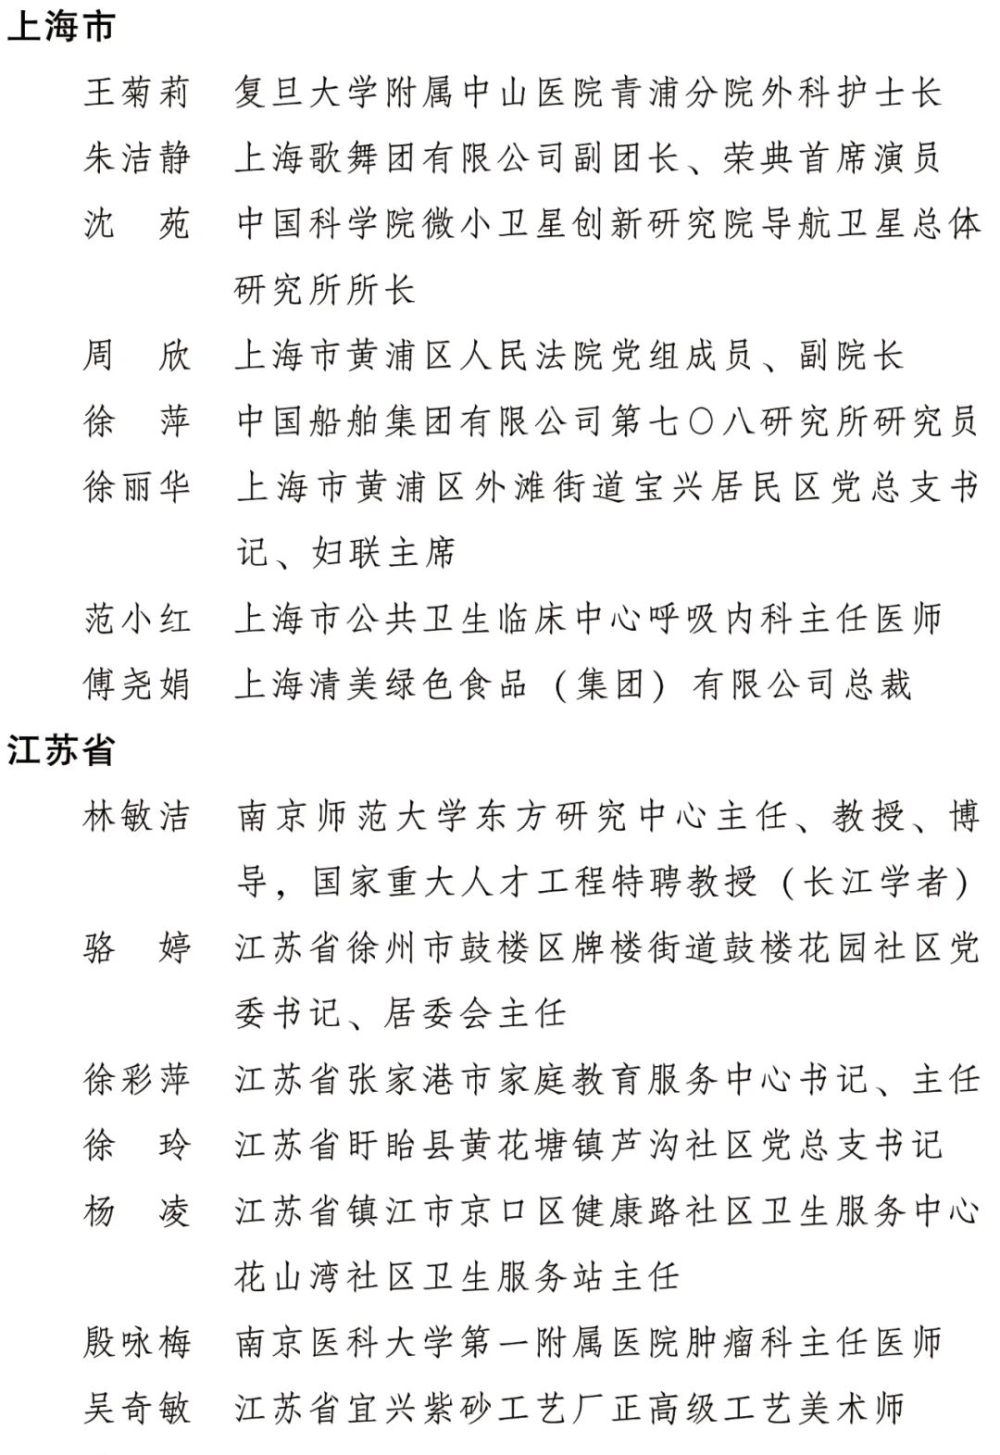 上海市
王菊莉 复旦大学附属中山医院青浦分院外科护士长
朱洁静 上海歌舞团有限公司副团长、荣典首席演员
沈 苑 中国科学院微小卫星创新研究院导航卫星总体
研究所所长
周 欣 上海市黄浦区人民法院党组成员、副院长
徐 萍 中国船舶集团有限公司第七〇八研究所研究员
徐丽华 上海市黄浦区外滩街道宝兴居民区党总支书
记、妇联主席
范小红 上海市公共卫生临床中心呼吸内科主任医师
傅尧娟 上海清美绿色食品（集团）有限公司总裁
江苏省
林敏洁 南京师范大学东方研究中心主任、教授、博
导，国家重大人才工程特聘教授（长江学者）
骆 婷 江苏省徐州市鼓楼区牌楼街道鼓楼花园社区党
委书记、居委会主任
徐彩萍 江苏省张家港市家庭教育服务中心书记、主任
徐 玲 江苏省盱眙县黄花塘镇芦沟社区党总支书记
杨 凌 江苏省镇江市京口区健康路社区卫生服务中心
花山湾社区卫生服务站主任
殷咏梅 南京医科大学第一附属医院肿瘤科主任医师
吴奇敏 江苏省宜兴紫砂工艺厂正高级工艺美术师